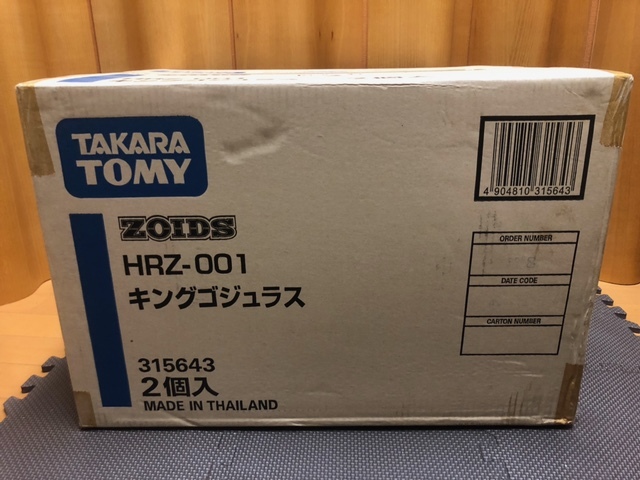 TAKARA
TOMY
ZOIDS
HRZ-001
キングゴジュラス
315643
2個入
MADE IN THAILAND
4 904810 315643
ORDER NUMBER
DATE CODE
CARTON NUMBER